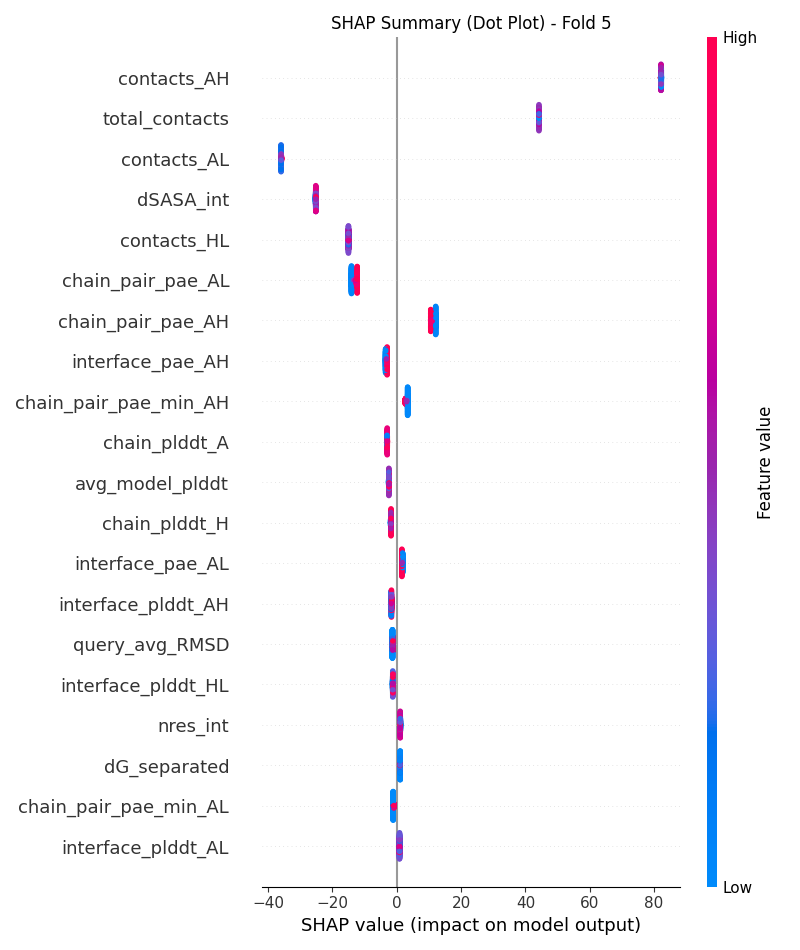 SHAP Summary (Dot Plot) - Fold 5
High
contacts_AH
total_contacts
contacts_AL
dSASA_int
contacts_HL
chain_pair_pae_AL
chain_pair_pae_AH
interface_pae_AH
chain_pair_pae_min_AH
chain_plddt_A
avg_model_plddt
chain_plddt_H
interface_pae_AL
interface_plddt_AH
query_avg_RMSD
interface_plddt_HL
nres_int
dG_separated
chain_pair_pae_min_AL
interface_plddt_AL
Feature value
Low
−40 −20 0 20 40 60 80
SHAP value (impact on model output)